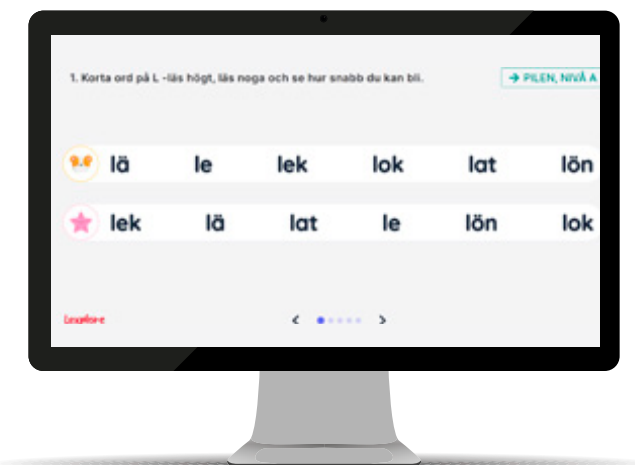 1. Korta ord på L -läs högt, läs noga och se hur snabb du kan bli.
→ PILEN, NIVÅ A
lä le lek lok lat lön
lek lä lat le lön lok
Lexplore